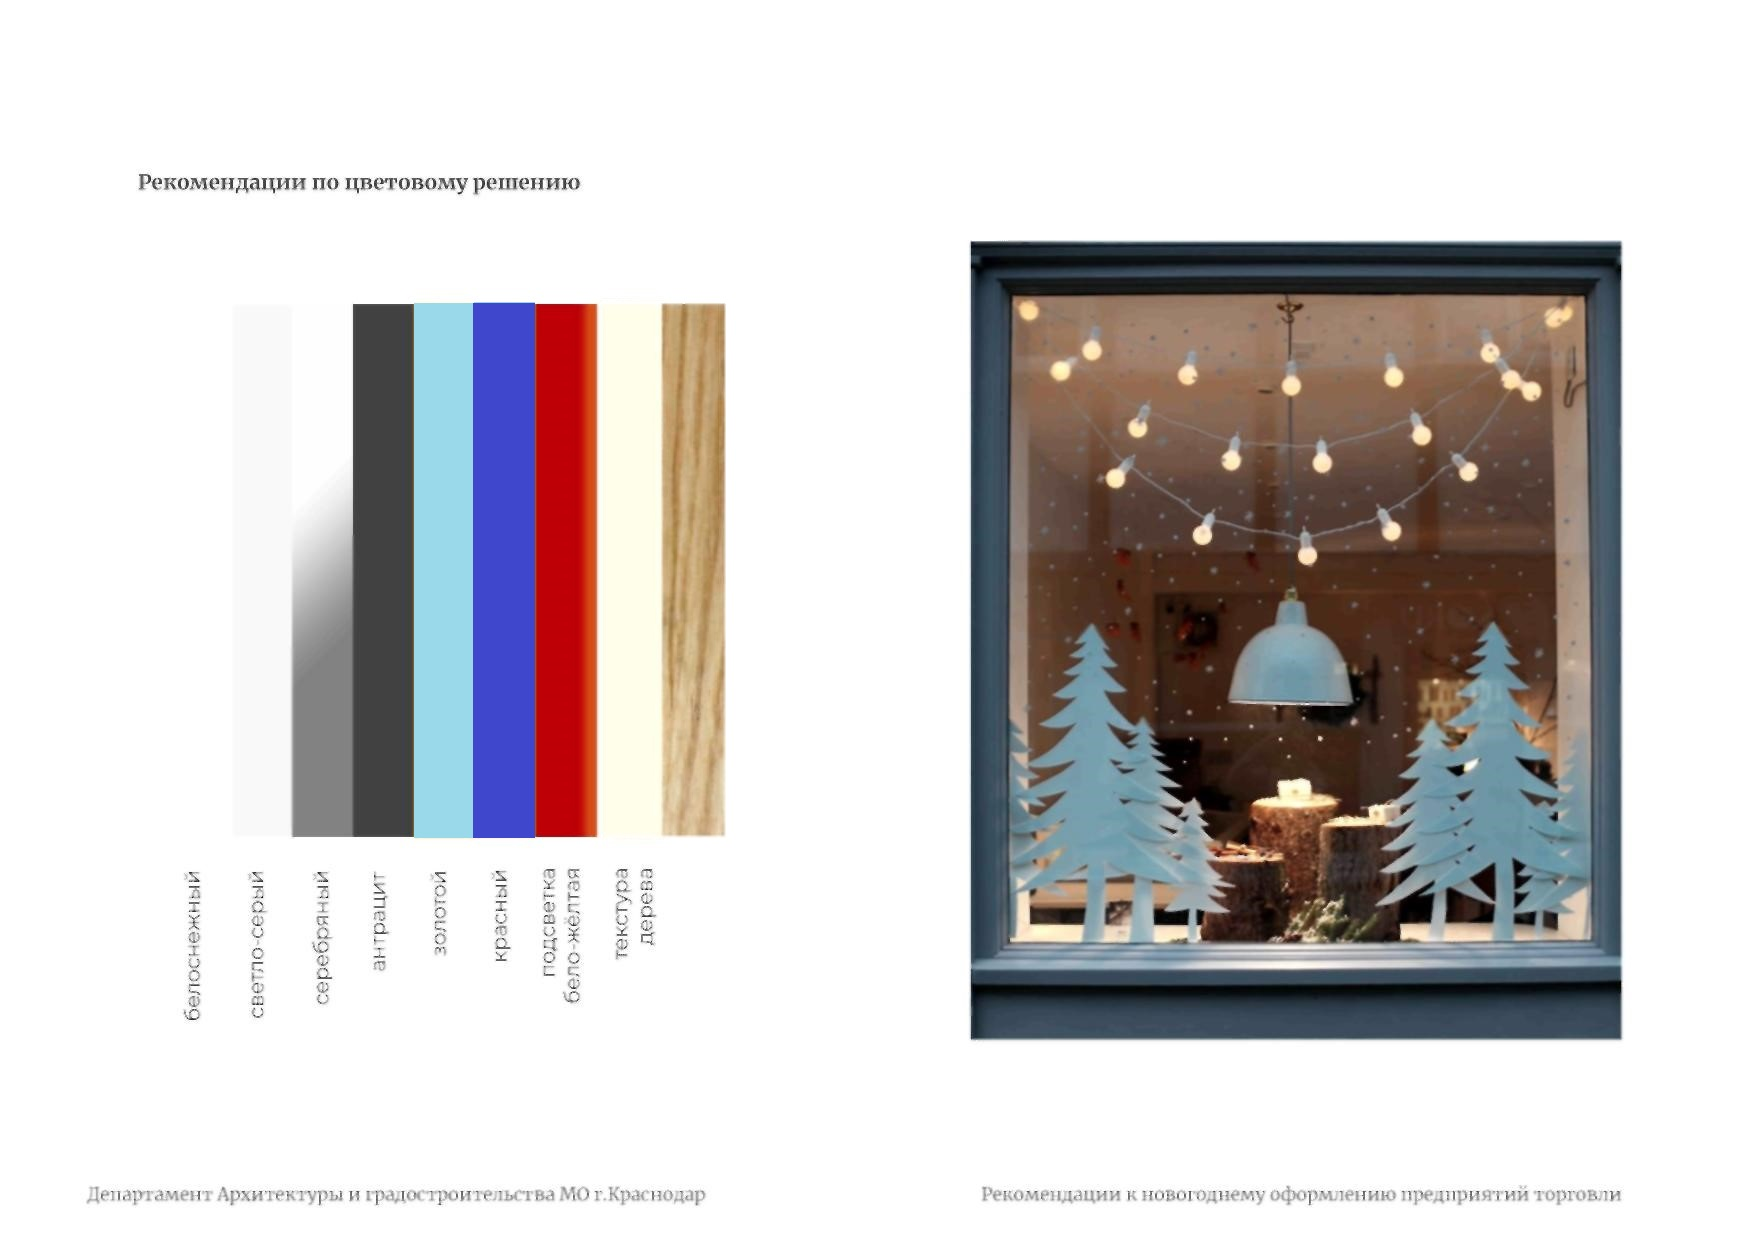 Рекомендации по цветовому решению
белоснежный
светло-серый
серебряный
антрацит
золотой
красный
подсветка
бело-жёлтая
текстура
дерева
Департамент Архитектуры и градостроительства МО г.Краснодар
Рекомендации к новогоднему оформлению предприятий торговли